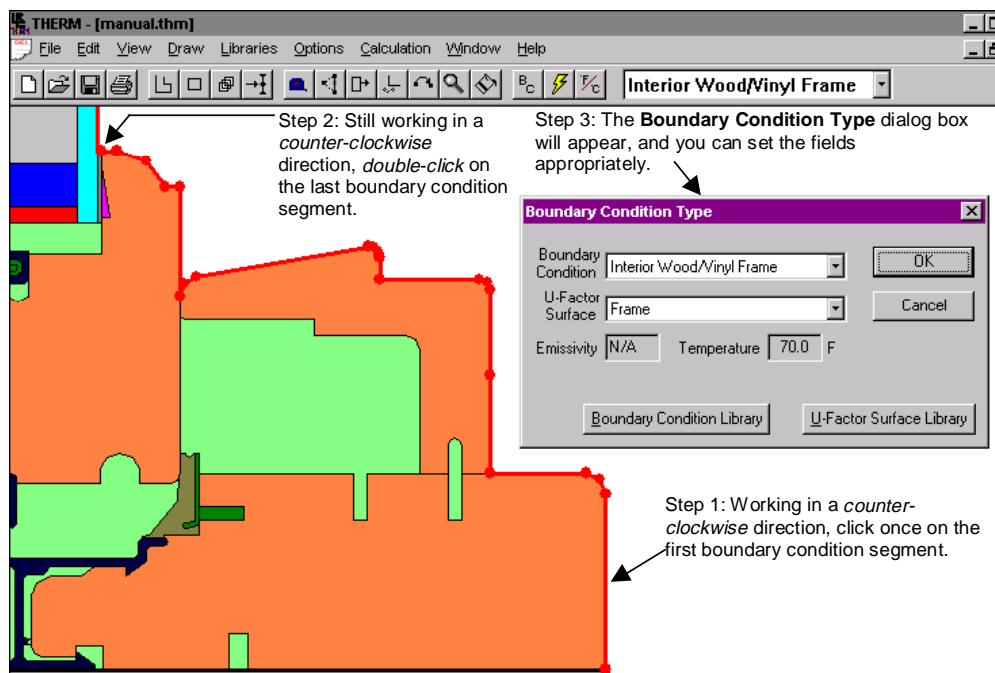 THERM - [manual.thm]
File Edit View Draw Libraries Options Calculation Window Help
BC F/C Interior Wood/Vinyl Frame
Step 2: Still working in a
counter-clockwise
direction, double-click on
the last boundary condition
segment.
Step 3: The Boundary Condition Type dialog box
will appear, and you can set the fields
appropriately.
Boundary Condition Type
Boundary
Condition
Interior Wood/Vinyl Frame
OK
U-Factor
Surface
Frame
Cancel
Emissivity N/A Temperature 70.0 F
Boundary Condition Library
U-Factor Surface Library
Step 1: Working in a counter-
clockwise direction, click once on the
first boundary condition segment.